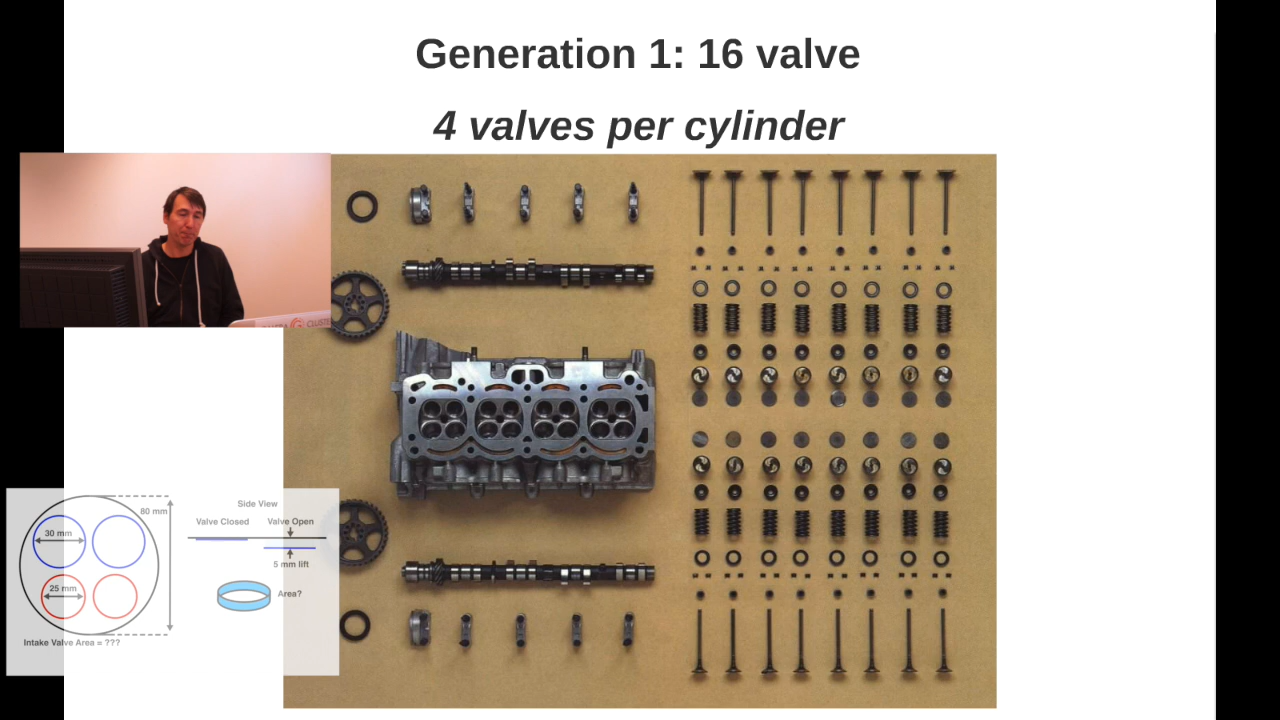 Generation 1: 16 valve
4 valves per cylinder
80 mm
30 mm
25 mm
Intake Valve Area = ???
Side View
Valve Closed
Valve Open
5 mm lift
Area?